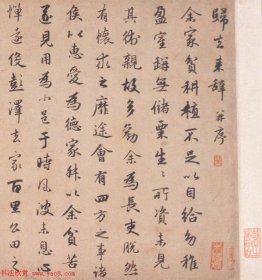 歸去來辭 并序
余家貧耕植不足以自給幼稚
盈室缾無儲粟生〻所資未見
其術親故多勸余為長吏脫然
有懷求之靡途會有四方之事諸
侯以惠愛為德家叔以余貧苦
遂見用為小邑于時風波未息心
憚遠役彭澤去家百里公田之